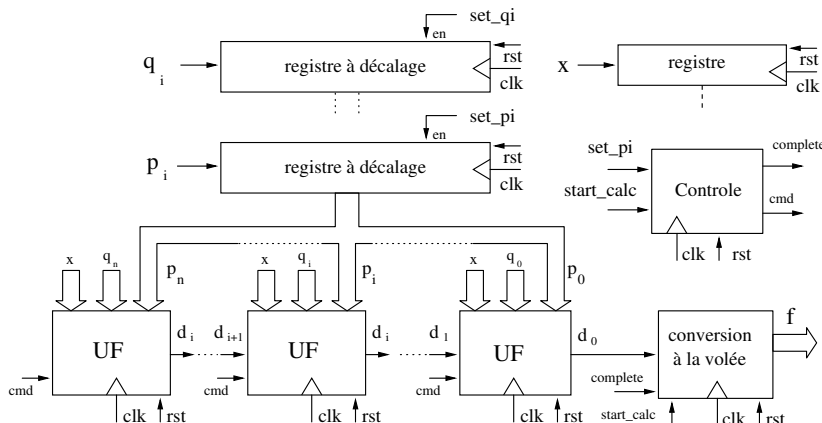 set_qi
en
q i
registre à décalage
rst
clk
x
registre
rst
clk
set_pi
en
p i
registre à décalage
rst
clk
set_pi
start_calc
Controle
complete
cmd
clk
rst
x
q n
p n
x
q i
p i
x
q 0
p 0
UF
d i
d i+1
UF
d i
d 1
UF
d 0
conversion
à la volée
f
cmd
clk
rst
cmd
clk
rst
cmd
clk
rst
complete
start_calc
clk
rst